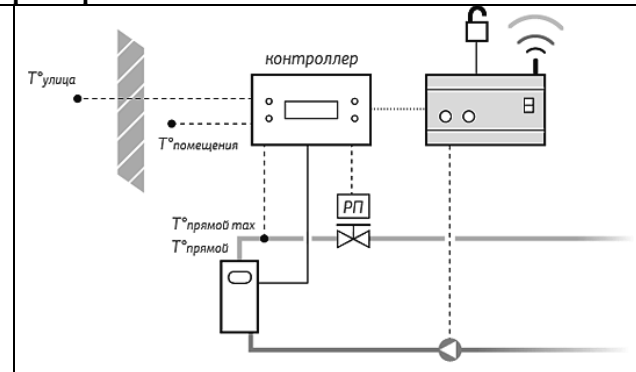 контроллер
T°улица
T°помещения
РП
T°прямой max
T°прямой